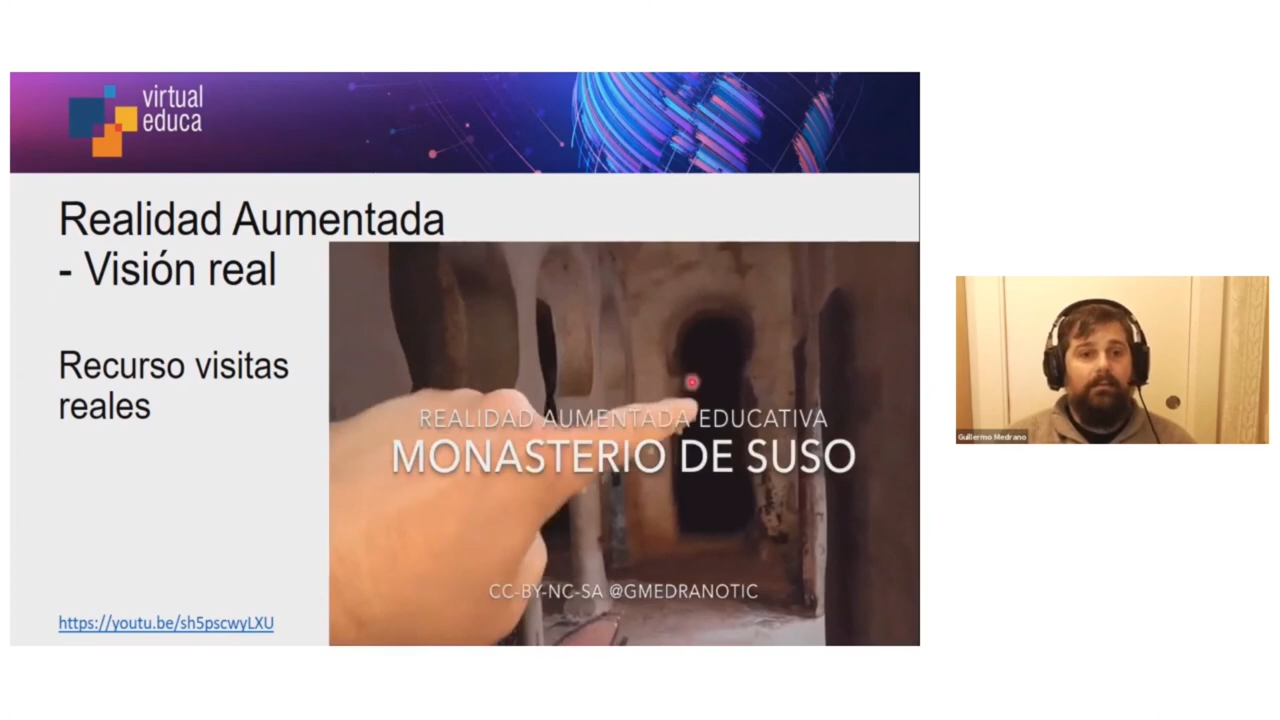 virtual
educa
Realidad Aumentada
- Visión real
Recurso visitas
reales
REALIDAD AUMENTADA EDUCATIVA
MONASTERIO DE SUSO
CC-BY-NC-SA @GMEDRANOTIC
https://youtu.be/sh5pscwyLXU
Guillermo Medrano